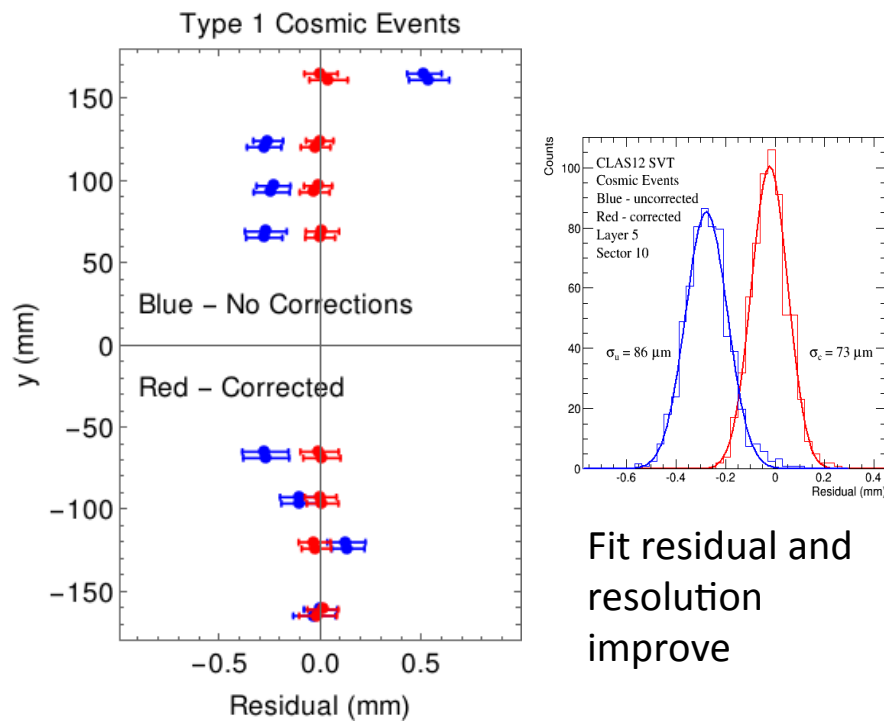 Type 1 Cosmic Events
150
100
50
0
−50
−100
−150
y (mm)
Blue − No Corrections
Red − Corrected
−0.5
0.0
0.5
Residual (mm)
Counts
100
80
60
40
20
0
CLAS12 SVT
Cosmic Events
Blue - uncorrected
Red - corrected
Layer 5
Sector 10
σu = 86 μm
σc = 73 μm
-0.6
-0.4
-0.2
0
0.2
0.4
Residual (mm)
Fit residual and
resolution
improve